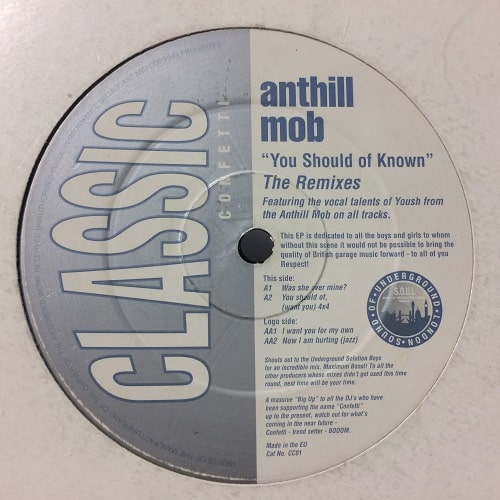 CLASSIC
CONFETTI
anthill
mob
"You Should of Known"
The Remixes
Featuring the vocal talents of Yoush from
the Anthill Mob on all tracks.
This EP is dedicated to all the boys and girls to whom
without this scene it would not be possible to bring the
quality of British garage music forward - to all of you
Respect!
This side:
A1 Was she ever mine?
A2 You should of,
(want you) 4x4
Logo side:
AA1 I want you for my own
AA2 Now I am hurting (jazz)
SOUND OF UNDERGROUND LONDON
S.O.U.L.
Shouts out to the Underground Solution Boys
for an incredible mix. Maximum Boost! To all the
other producers whose mixes didn't get used this time
round, next time will be your time.
A massive "Big Up" to all the DJ's who have
been supporting the name "Confetti"
up to the present, watch out for what's
coming in the near future -
Confetti - trend setter - BOOOM.
Made in the EU
Cat No. CC01